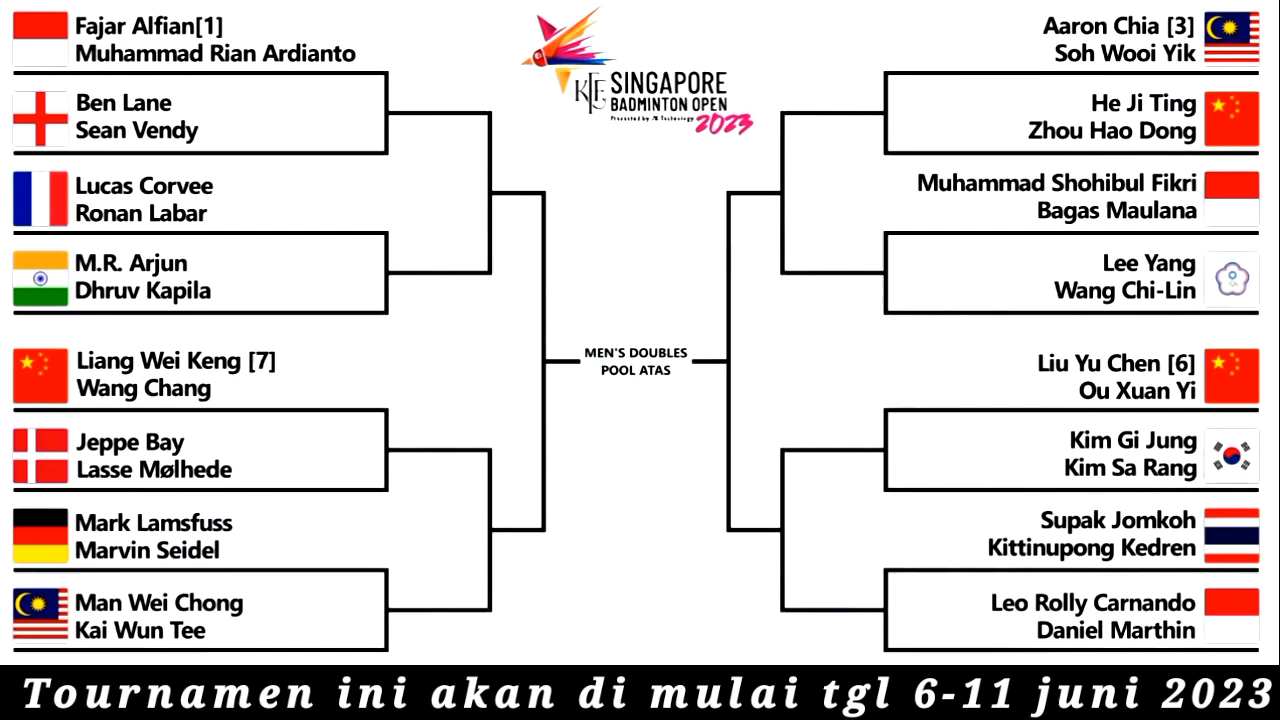 Fajar Alfian[1]
Muhammad Rian Ardianto
Ben Lane
Sean Vendy
Lucas Corvee
Ronan Labar
M.R. Arjun
Dhruv Kapila
Liang Wei Keng [7]
Wang Chang
Jeppe Bay
Lasse Mølhede
Mark Lamsfuss
Marvin Seidel
Man Wei Chong
Kai Wun Tee
KFF SINGAPORE
BADMINTON OPEN
Presented by
2023
MEN'S DOUBLES
POOL ATAS
Aaron Chia [3]
Soh Wooi Yik
He Ji Ting
Zhou Hao Dong
Muhammad Shohibul Fikri
Bagas Maulana
Lee Yang
Wang Chi-Lin
Liu Yu Chen [6]
Ou Xuan Yi
Kim Gi Jung
Kim Sa Rang
Supak Jomkoh
Kittinupong Kedren
Leo Rolly Carnando
Daniel Marthin
Tournamen ini akan di mulai tgl 6-11 juni 2023